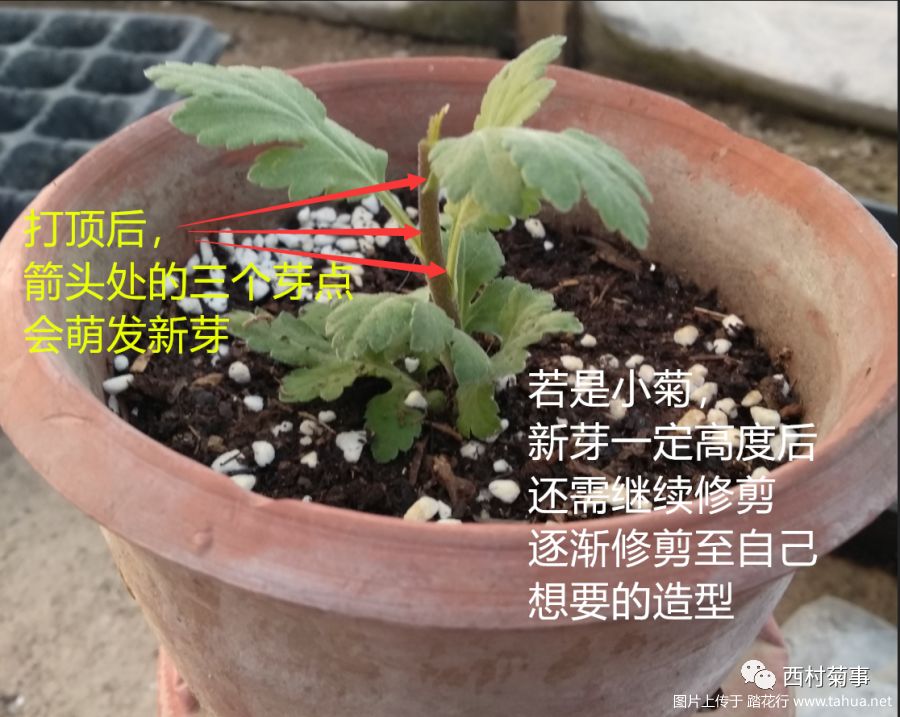 打顶后，
箭头处的三个芽点
会萌发新芽
若是小菊，
新芽一定高度后
还需继续修剪
逐渐修剪至自己
想要的造型
西村菊事
图片上传于 踏花行 www.tahua.net